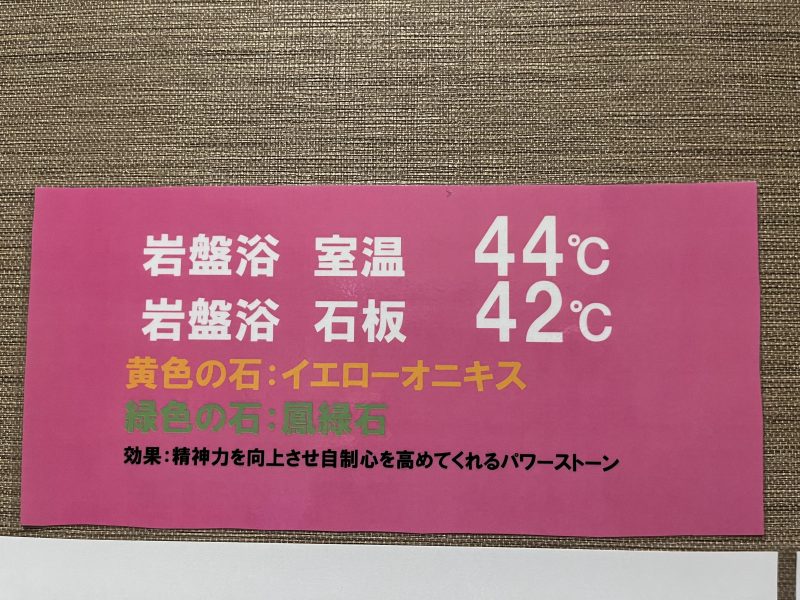 岩盤浴 室温 44℃
岩盤浴 石板 42℃
黄色の石：イエローオニキス
緑色の石：鳳緑石
効果：精神力を向上させ自制心を高めてくれるパワーストーン